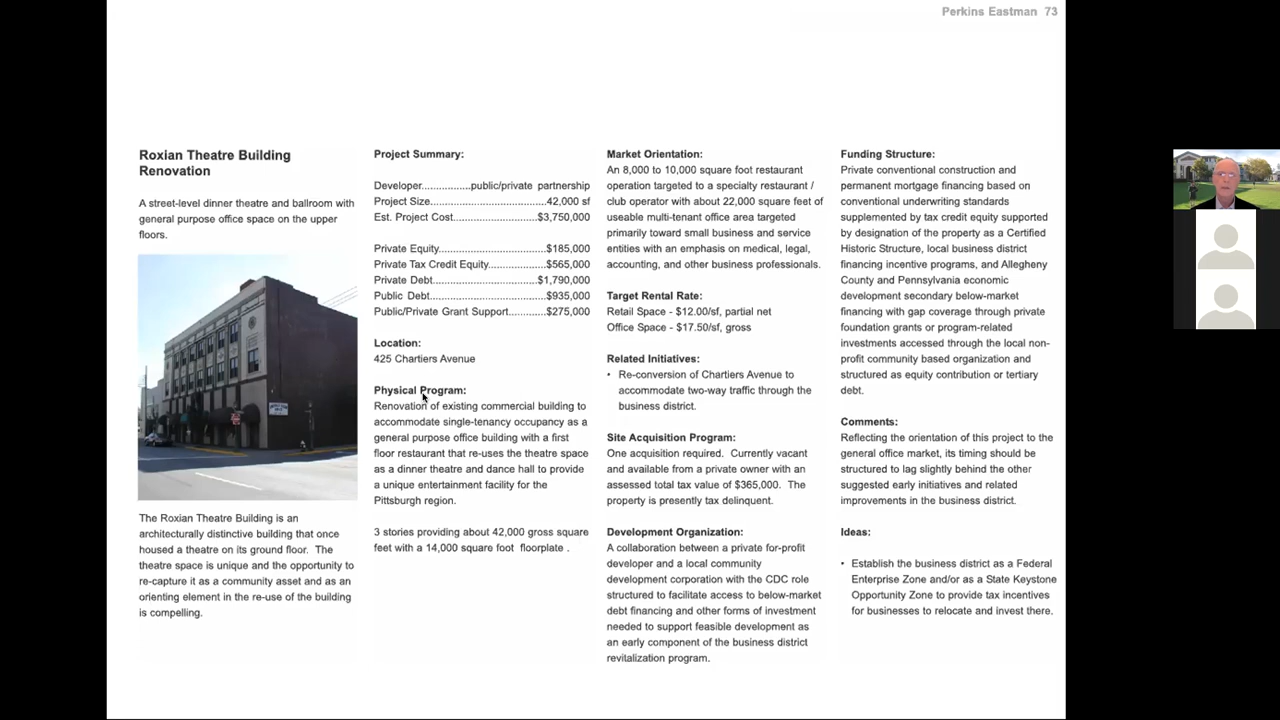 Perkins Eastman 73
Roxian Theatre Building
Renovation
A street-level dinner theatre and ballroom with
general purpose office space on the upper
floors.
The Roxian Theatre Building is an
architecturally distinctive building that once
housed a theatre on its ground floor. The
theatre space is unique and the opportunity to
re-capture it as a community asset and as an
orienting element in the re-use of the building
is compelling.
Project Summary:
Developer................public/private partnership
Project Size.............................................42,000 sf
Est. Project Cost.......................$3,750,000
Private Equity.............................$185,000
Private Tax Credit Equity...............$565,000
Private Debt.............................$1,790,000
Public Debt................................$935,000
Public/Private Grant Support............$275,000
Location:
425 Chartiers Avenue
Physical Program:
Renovation of existing commercial building to
accommodate single-tenancy occupancy as a
general purpose office building with a first
floor restaurant that re-uses the theatre space
as a dinner theatre and dance hall to provide
a unique entertainment facility for the
Pittsburgh region.
3 stories providing about 42,000 gross square
feet with a 14,000 square foot floorplate .
Market Orientation:
An 8,000 to 10,000 square foot restaurant
operation targeted to a specialty restaurant /
club operator with about 22,000 square feet of
useable multi-tenant office area targeted
primarily toward small business and service
entities with an emphasis on medical, legal,
accounting, and other business professionals.
Target Rental Rate:
Retail Space - $12.00/sf, partial net
Office Space - $17.50/sf, gross
Related Initiatives:
• Re-conversion of Chartiers Avenue to
accommodate two-way traffic through the
business district.
Site Acquisition Program:
One acquisition required. Currently vacant
and available from a private owner with an
assessed total tax value of $365,000. The
property is presently tax delinquent.
Development Organization:
A collaboration between a private for-profit
developer and a local community
development corporation with the CDC role
structured to facilitate access to below-market
debt financing and other forms of investment
needed to support feasible development as
an early component of the business district
revitalization program.
Funding Structure:
Private conventional construction and
permanent mortgage financing based on
conventional underwriting standards
supplemented by tax credit equity supported
by designation of the property as a Certified
Historic Structure, local business district
financing incentive programs, and Allegheny
County and Pennsylvania economic
development secondary below-market
financing with gap coverage through private
foundation grants or program-related
investments accessed through the local non-
profit community based organization and
structured as equity contribution or tertiary
debt.
Comments:
Reflecting the orientation of this project to the
general office market, its timing should be
structured to lag slightly behind the other
suggested early initiatives and related
improvements in the business district.
Ideas:
• Establish the business district as a Federal
Enterprise Zone and/or as a State Keystone
Opportunity Zone to provide tax incentives
for businesses to relocate and invest there.